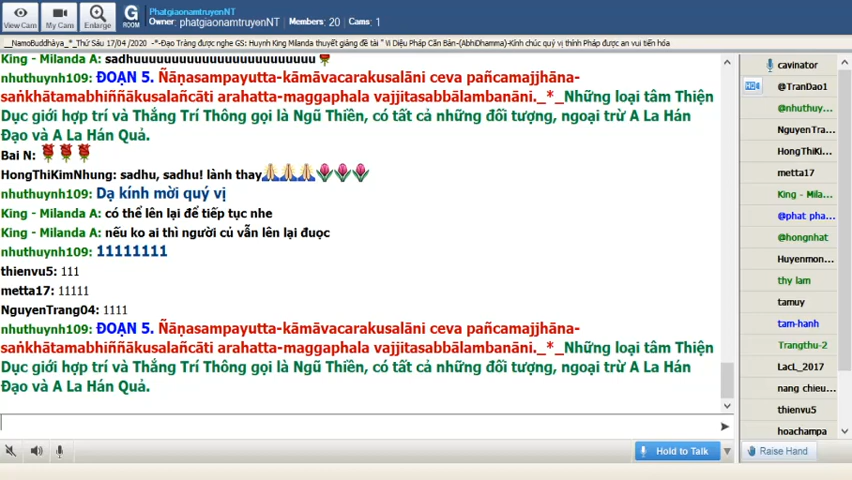 PhatgiaonamtruyenNT
Owner: phatgiaonamtruyenNT Members: 20 Cams: 1
View Cam My Cam Enlarge G ROOM
__NamoBuddhàya_*_Thứ Sáu 17/04 /2020 -*-Đạo Tràng được nghe GS: Huynh King Milanda thuyết giảng đề tài " Vi Diệu Pháp Căn Bản-(AbhiDhamma)-Kính chúc quý vị thính Pháp được an vui tiến hóa
King - Milanda A: sadhuuuuuuuuuuuuuuuuuuuuuuuu
nhuthuynh109: ĐOẠN 5. Ñāṇasampayutta-kāmāvacarakusalāni ceva pañcamajjhāna-
saṅkhātamabhiññākusalañcāti arahatta-maggaphala vajjitasabbālambanāni._*_Những loại tâm Thiện
Dục giới hợp trí và Thắng Trí Thông gọi là Ngũ Thiền, có tất cả những đối tượng, ngoại trừ A La Hán
Đạo và A La Hán Quả.
Bai N:
HongThiKimNhung: sadhu, sadhu! lành thay
nhuthuynh109: Dạ kính mời quý vị
King - Milanda A: có thể lên lại để tiếp tục nhe
King - Milanda A: nếu ko ai thì người củ vẫn lên lại đuọc
nhuthuynh109: 11111111
thienvu5: 111
metta17: 11111
NguyenTrang04: 1111
nhuthuynh109: ĐOẠN 5. Ñāṇasampayutta-kāmāvacarakusalāni ceva pañcamajjhāna-
saṅkhātamabhiññākusalañcāti arahatta-maggaphala vajjitasabbālambanāni._*_Những loại tâm Thiện
Dục giới hợp trí và Thắng Trí Thông gọi là Ngũ Thiền, có tất cả những đối tượng, ngoại trừ A La Hán
Đạo và A La Hán Quả.
Hold to Talk
cavinator
HD @TranDao1
@nhuthuy...
NguyenTra...
HongThiKi...
metta17
King - Mila...
@phat pha...
@hongnhat
Huyenmon...
thy lam
tamuy
tam-hanh
Trangthu-2
LacL_2017
nang chieu...
thienvu5
hoachampa
Raise Hand